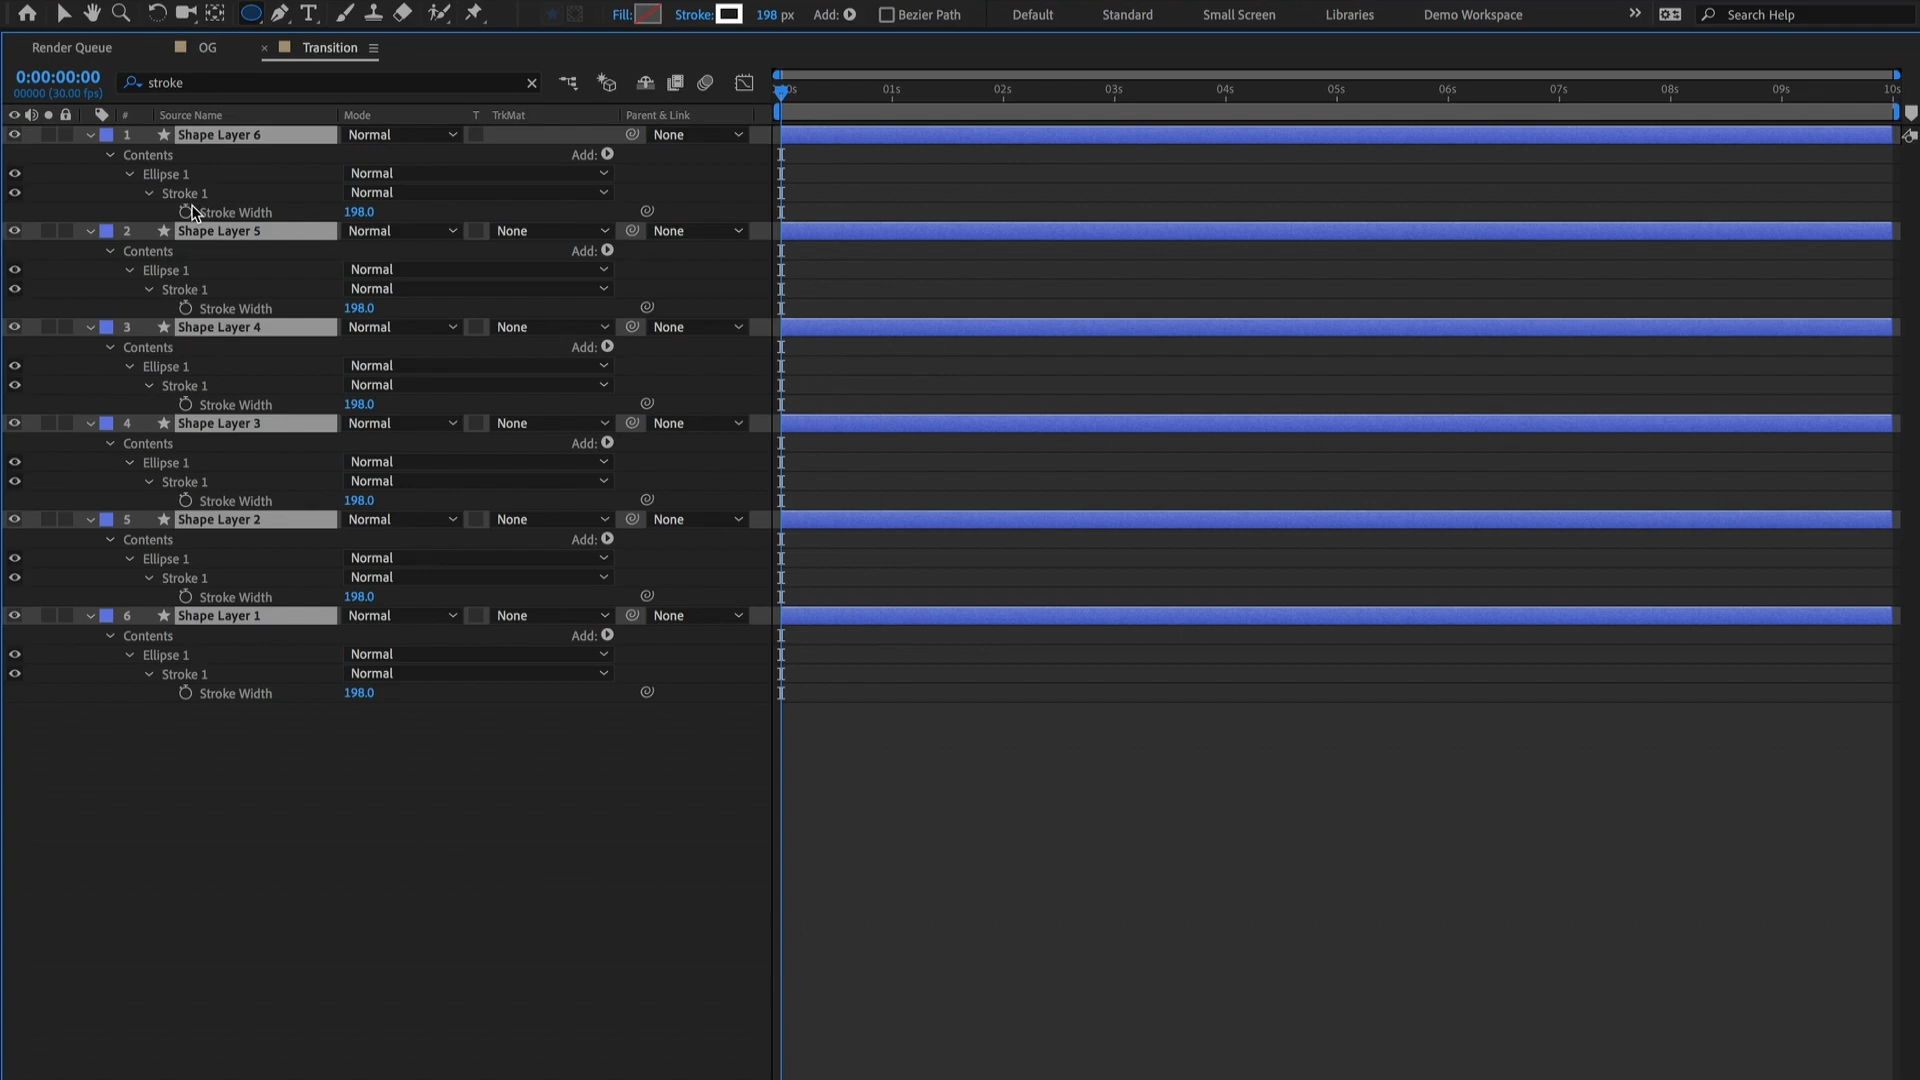 Fill: Stroke: 198 px Add: Bezier Path Default Standard Small Screen Libraries Demo Workspace Search Help
Render Queue OG Transition
0:00:00:00
00000 (30.00 fps)
stroke
01s 02s 03s 04s 05s 06s 07s 08s 09s 10s
# Source Name Mode T TrkMat Parent & Link
1 Shape Layer 6 Normal None
Contents Add:
Ellipse 1 Normal
Stroke 1 Normal
Stroke Width 198.0
2 Shape Layer 5 Normal None None
Contents Add:
Ellipse 1 Normal
Stroke 1 Normal
Stroke Width 198.0
3 Shape Layer 4 Normal None None
Contents Add:
Ellipse 1 Normal
Stroke 1 Normal
Stroke Width 198.0
4 Shape Layer 3 Normal None None
Contents Add:
Ellipse 1 Normal
Stroke 1 Normal
Stroke Width 198.0
5 Shape Layer 2 Normal None None
Contents Add:
Ellipse 1 Normal
Stroke 1 Normal
Stroke Width 198.0
6 Shape Layer 1 Normal None None
Contents Add:
Ellipse 1 Normal
Stroke 1 Normal
Stroke Width 198.0